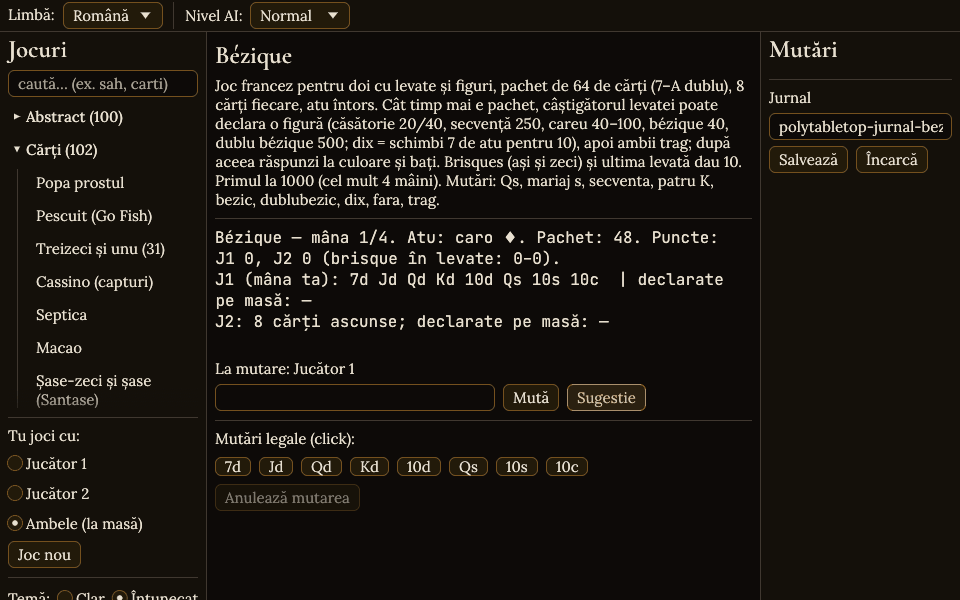 Limbă: Română ▼ Nivel AI: Normal ▼
Jocuri
caută... (ex. sah, carti)
▸ Abstract (100)
▾ Cărți (102)
Popa prostul
Pescuit (Go Fish)
Treizeci și unu (31)
Cassino (capturi)
Septica
Macao
Șase-zeci și șase
(Santase)
Tu joci cu:
Jucător 1
Jucător 2
Ambele (la masă)
Joc nou
Temă: Clar Întunecat
Bézique
Joc francez pentru doi cu levate și figuri, pachet de 64 de cărți (7–A dublu), 8
cărți fiecare, atu întors. Cât timp mai e pachet, câștigătorul levatei poate
declara o figură (căsătorie 20/40, secvență 250, careu 40–100, bézique 40,
dublu bézique 500; dix = schimbi 7 de atu pentru 10), apoi ambii trag; după
aceea răspunzi la culoare și bați. Brisques (ași și zeci) și ultima levată dau 10.
Primul la 1000 (cel mult 4 mâini). Mutări: Qs, mariaj s, secventa, patru K,
bezic, dublubezic, dix, fara, trag.
Bézique — mâna 1/4. Atu: caro ♦. Pachet: 48. Puncte:
J1 0, J2 0 (brisque în levate: 0-0).
J1 (mâna ta): 7d Jd Qd Kd 10d Qs 10s 10c | declarate
pe masă: —
J2: 8 cărți ascunse; declarate pe masă: —
La mutare: Jucător 1
Mută Sugestie
Mutări legale (click):
7d Jd Qd Kd 10d Qs 10s 10c
Anulează mutarea
Mutări
Jurnal
polytabletop-jurnal-bez
Salvează Încarcă